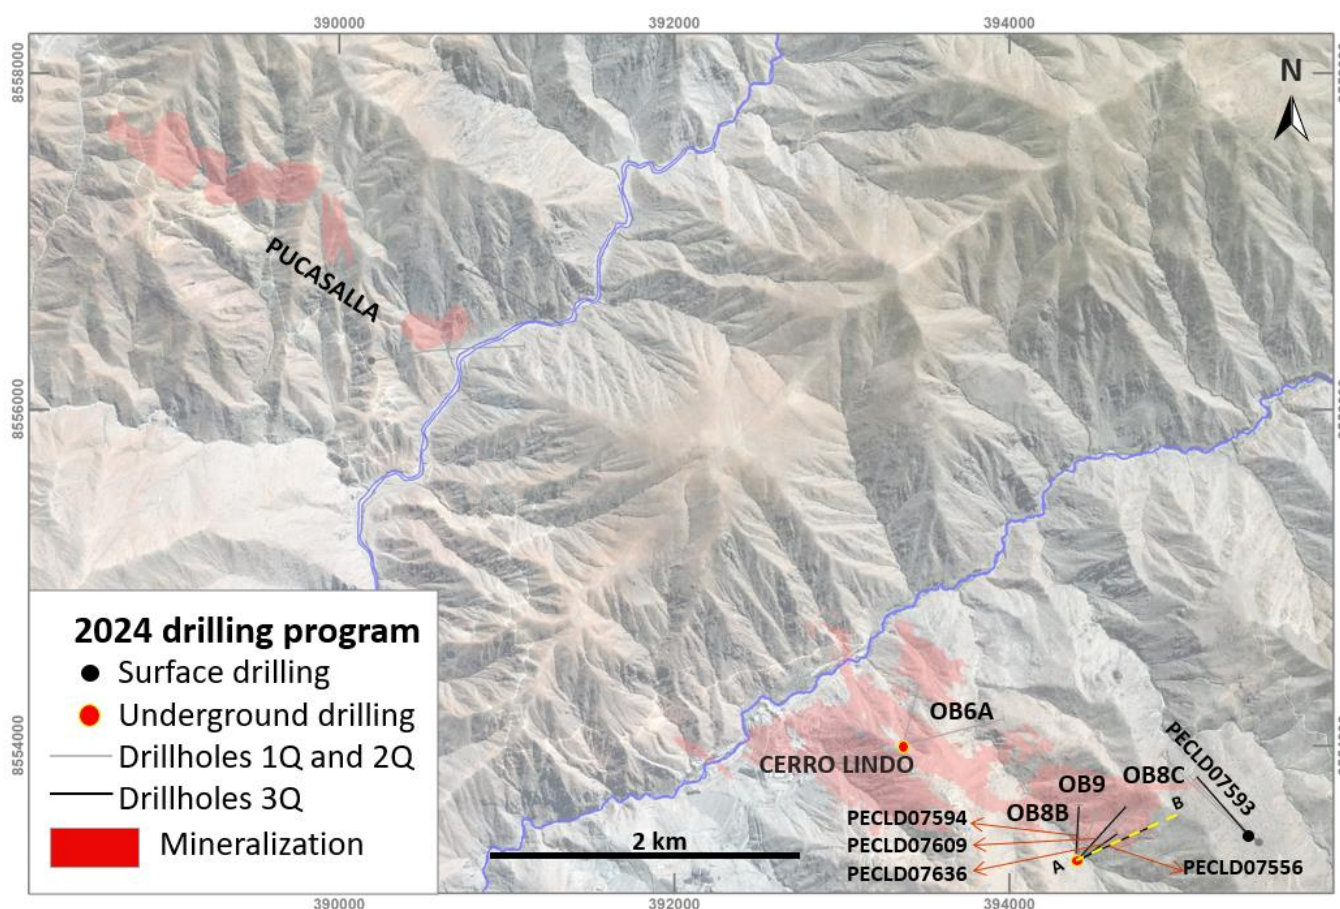 390000
392000
394000
8558000
N
PUCASALLA
8556000
2024 drilling program
Surface drilling
Underground drilling
Drillholes 1Q and 2Q
Drillholes 3Q
Mineralization
8554000
OB6A
CERRO LINDO
PECLD07593
OB9
OB8C
OB8B
B
PECLD07594
PECLD07609
PECLD07636
A
PECLD07556
2 km
390000
392000
394000